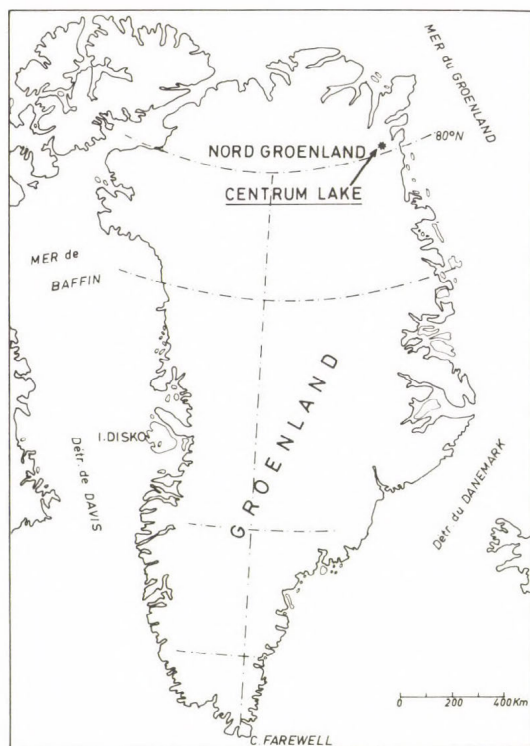 MER du GROENLAND
80°N
NORD GROENLAND
CENTRUM LAKE
MER de
BAFFIN
GROENLAND
I.DISKO
Détr. de DAVIS
Detr. du DANEMARK
0 200 400Km
C. FAREWELL